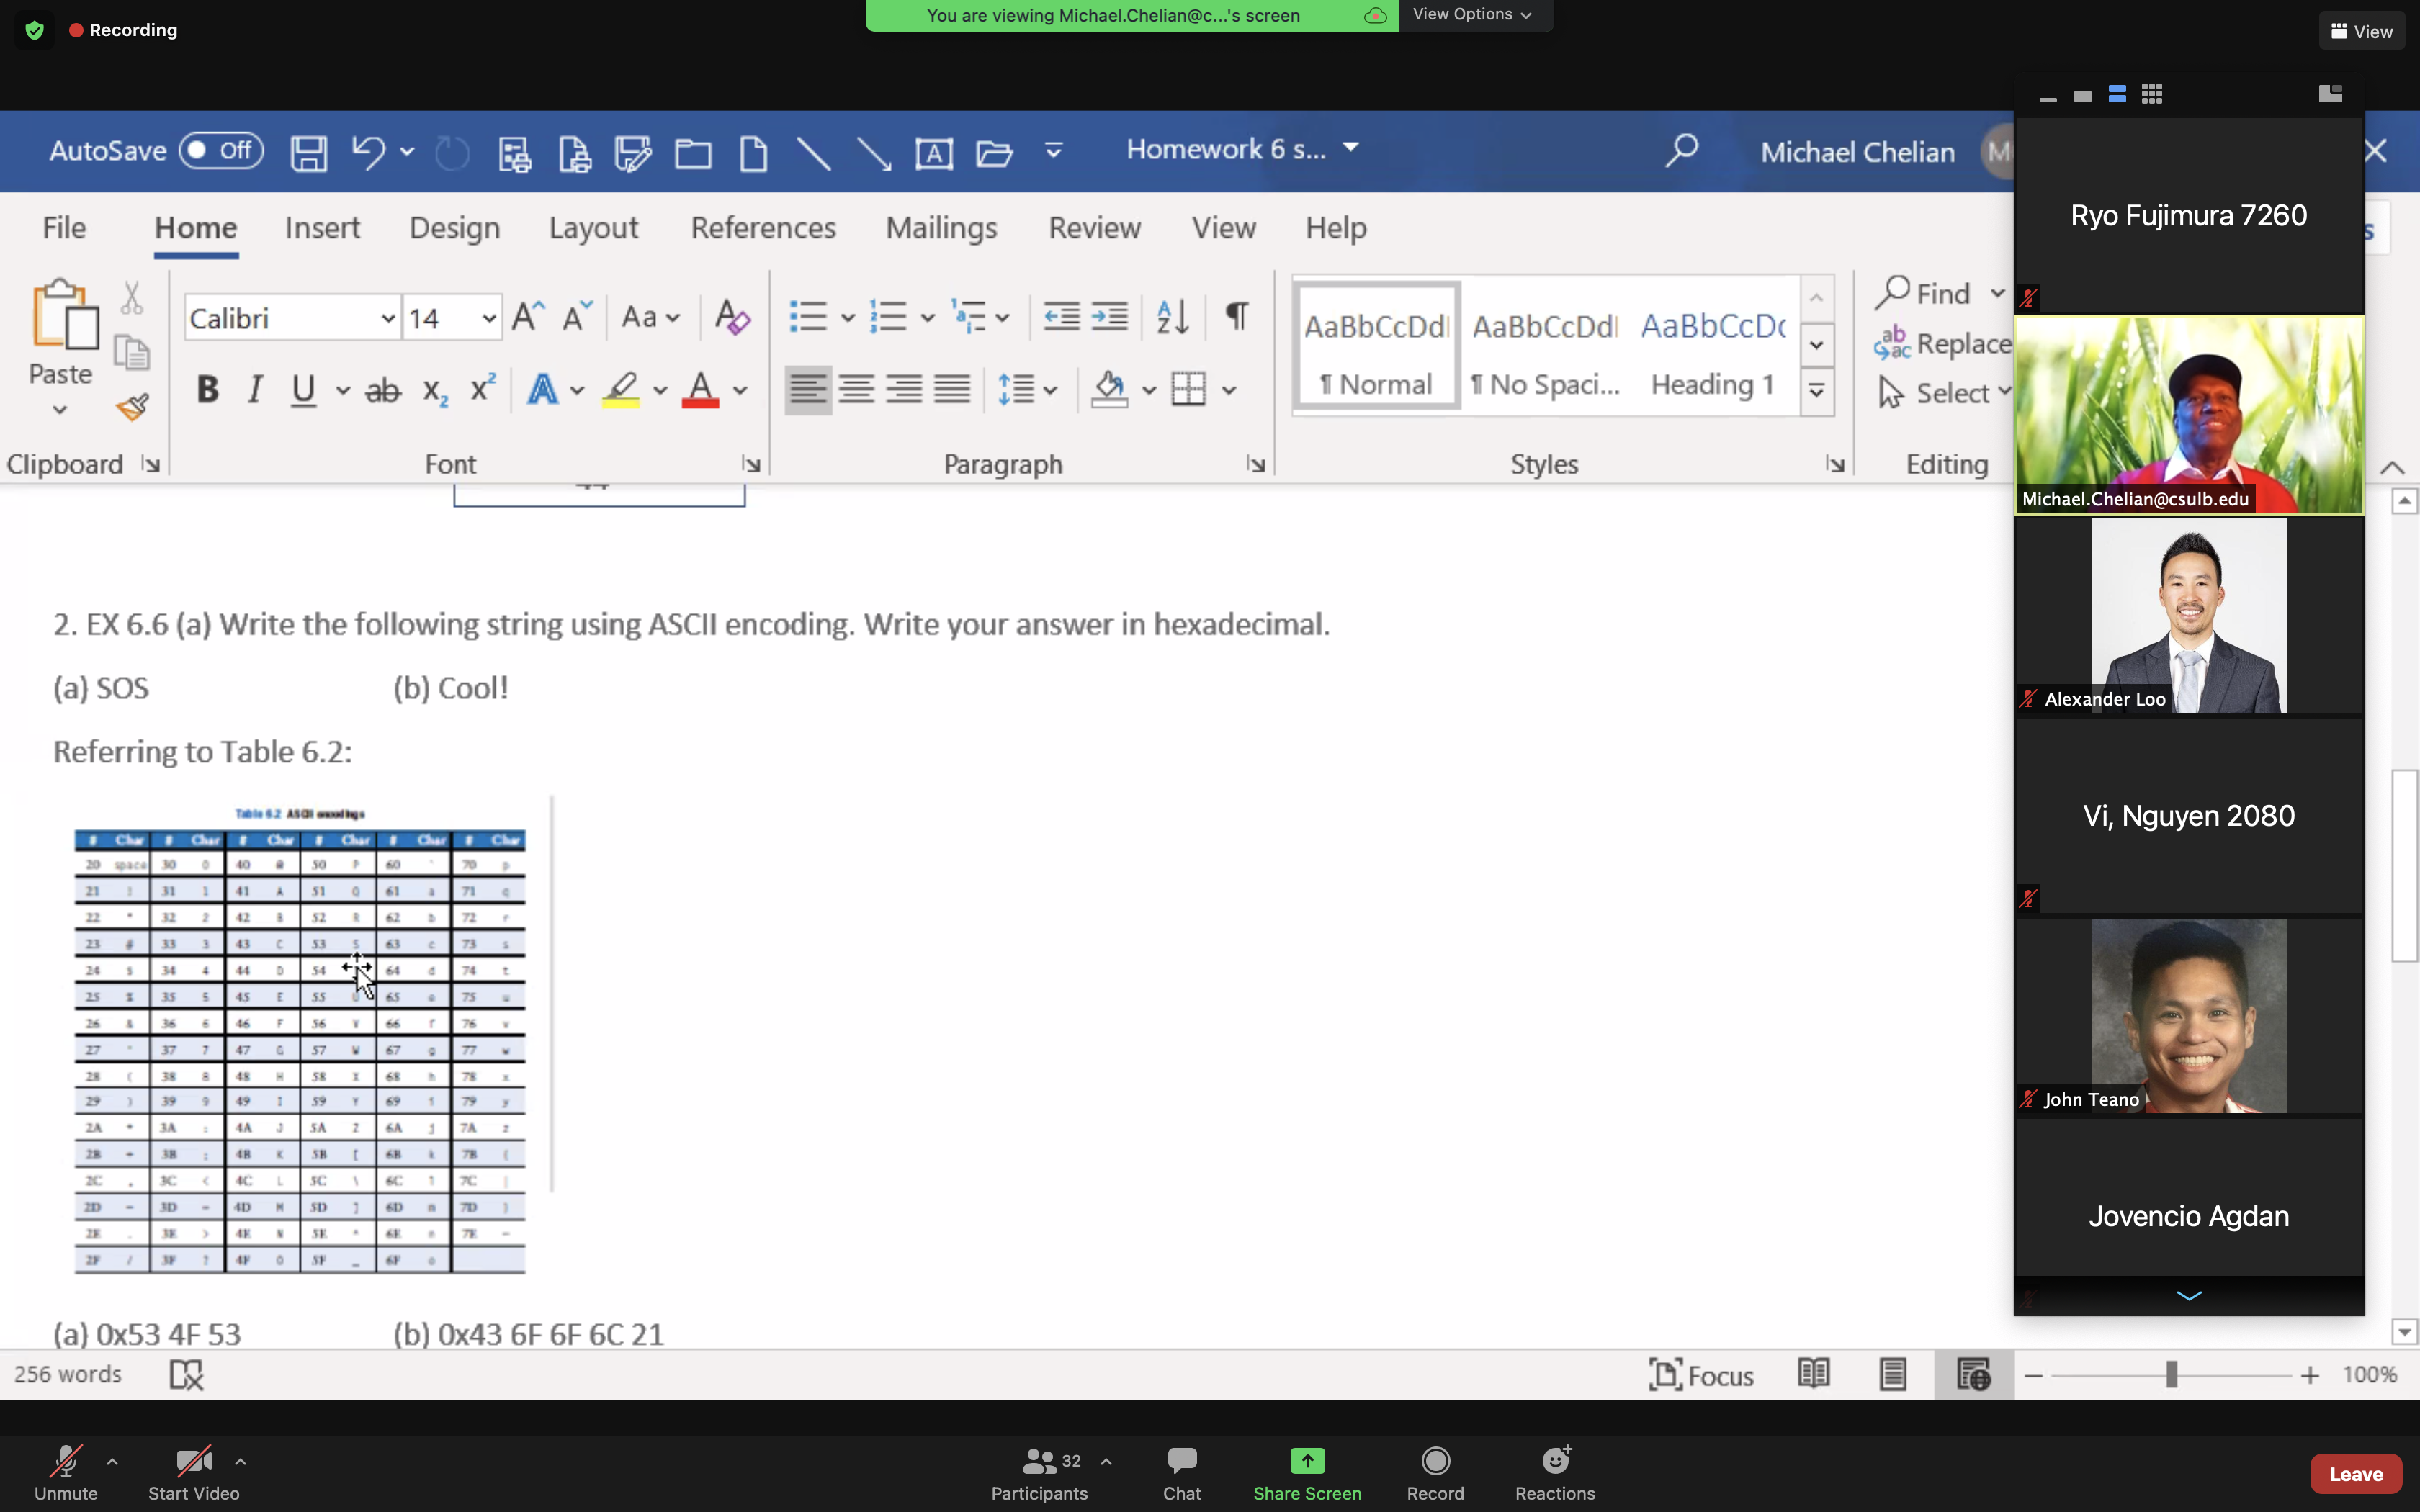 You are viewing Michael.Chelian@c...'s screen
View Options
Recording
View
AutoSave Off
Homework 6 s...
Michael Chelian
File Home Insert Design Layout References Mailings Review View Help
Paste
Calibri 14
Aa
AaBbCcDd AaBbCcDd AaBbCcDc
¶ Normal ¶ No Spaci... Heading 1
Find
Replace
Select
Clipboard Font Paragraph Styles Editing
2. EX 6.6 (a) Write the following string using ASCII encoding. Write your answer in hexadecimal.
(a) SOS (b) Cool!
Referring to Table 6.2:
Table 6.2 ASCII encodings
# Char # Char # Char # Char # Char # Char
20 space 30 0 40 @ 50 P 60 ` 70 p
21 ! 31 1 41 A 51 Q 61 a 71 q
22 " 32 2 42 B 52 R 62 b 72 r
23 # 33 3 43 C 53 S 63 c 73 s
24 $ 34 4 44 D 54 64 d 74 t
25 % 35 5 45 E 55 U 65 e 75 u
26 & 36 6 46 F 56 V 66 f 76 v
27 ' 37 7 47 G 57 W 67 g 77 w
28 ( 38 8 48 H 58 X 68 h 78 x
29 ) 39 9 49 I 59 Y 69 i 79 y
2A * 3A : 4A J 5A Z 6A j 7A z
2B + 3B ; 4B K 5B [ 6B k 7B {
2C , 3C < 4C L 5C \ 6C l 7C |
2D - 3D = 4D M 5D ] 6D m 7D }
2E . 3E > 4E N 5E ^ 6E n 7E ~
2F / 3F ? 4F O 5F _ 6F o
(a) 0x53 4F 53 (b) 0x43 6F 6F 6C 21
256 words
Focus
100%
Ryo Fujimura 7260
Michael.Chelian@csulb.edu
Alexander Loo
Vi, Nguyen 2080
John Teano
Jovencio Agdan
Unmute
Start Video
32
Participants
Chat
Share Screen
Record
Reactions
Leave